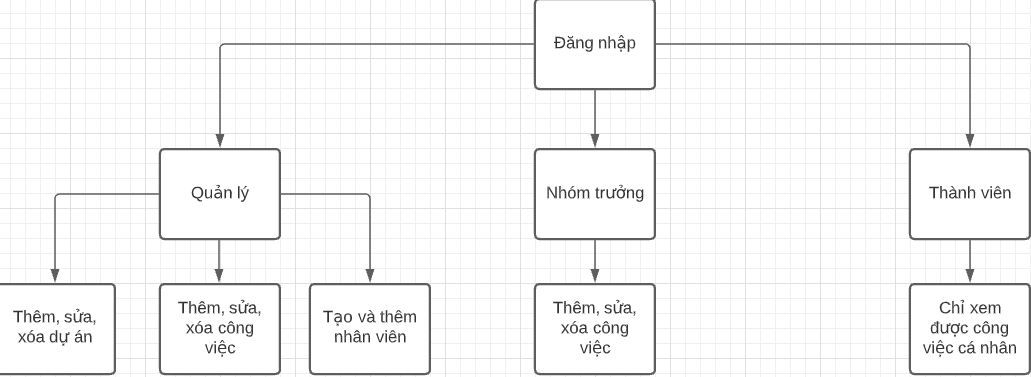 Đăng nhập
Quản lý
Nhóm trưởng
Thành viên
Thêm, sửa,
xóa dự án
Thêm, sửa,
xóa công
việc
Tạo và thêm
nhân viên
Thêm, sửa,
xóa công
việc
Chỉ xem
được công
việc cá nhân